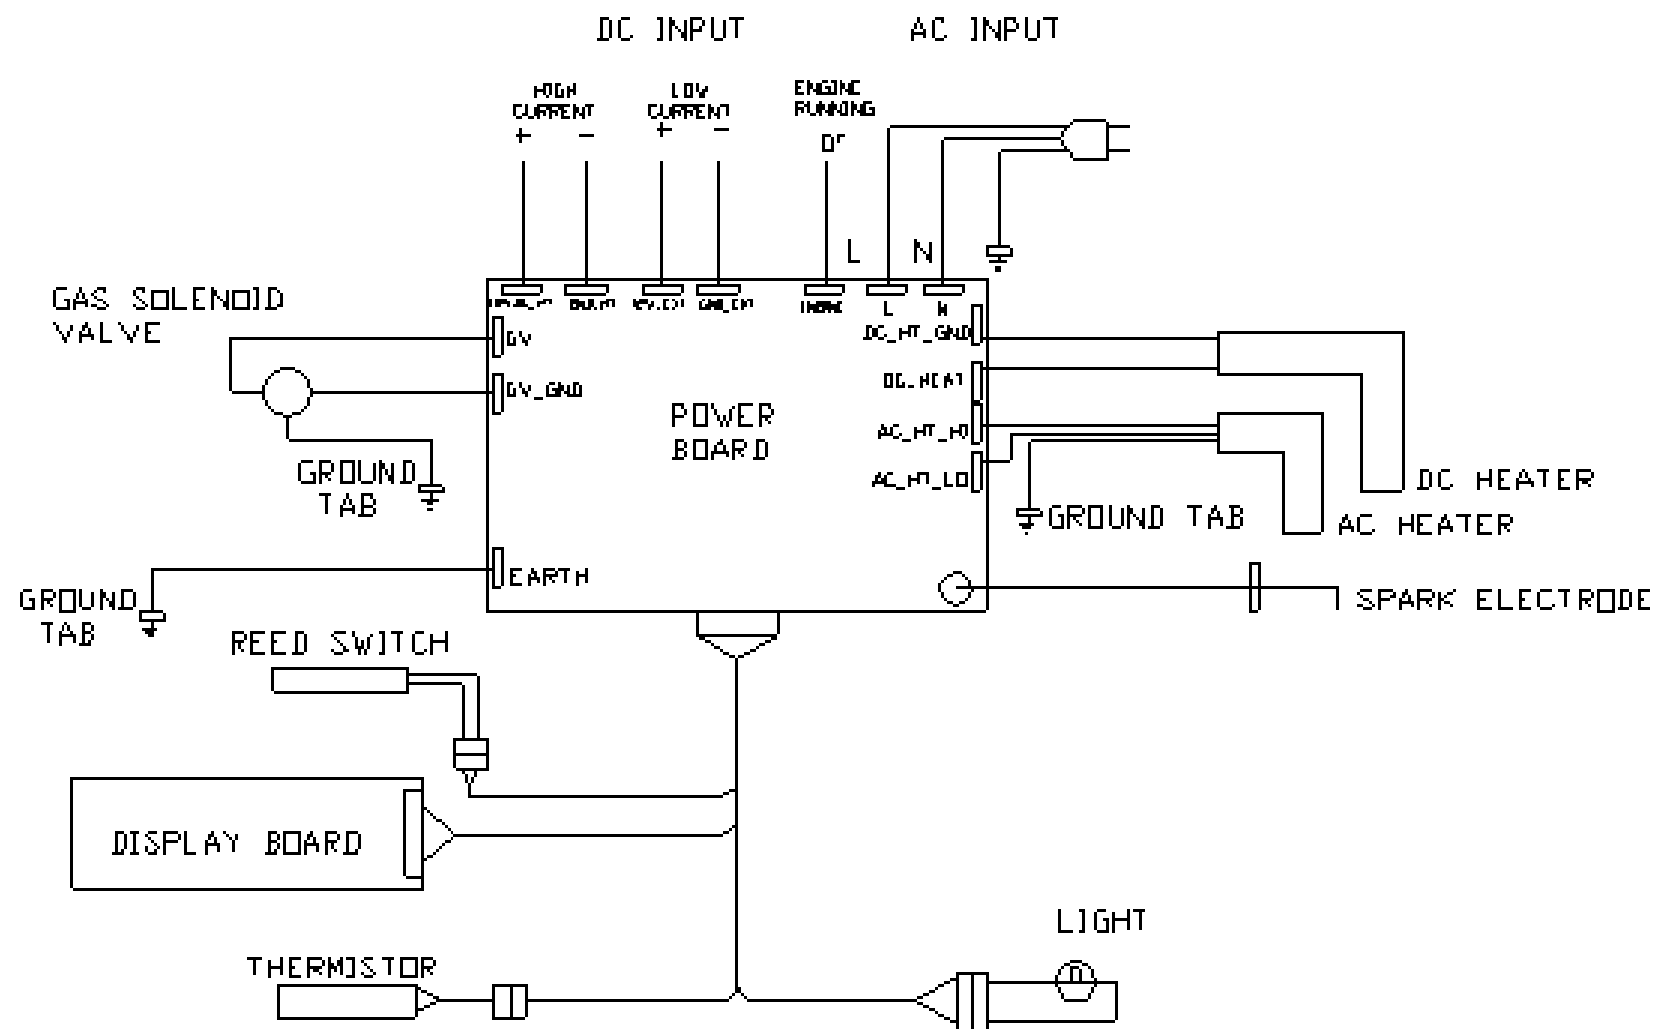 DC INPUT
AC INPUT
HIGH
CURRENT
+ -
LOW
CURRENT
+ -
ENGINE
RUNNING
D+
L
N
GAS SOLENOID
VALVE
ENGINE
L
N
GV
GV_GND
DC_HT_GND
DC_HEAT
AC_HT_HI
AC_HT_LO
POWER
BOARD
GROUND
TAB
DC HEATER
AC HEATER
GROUND TAB
EARTH
GROUND
TAB
SPARK ELECTRODE
REED SWITCH
DISPLAY BOARD
LIGHT
THERMISTOR